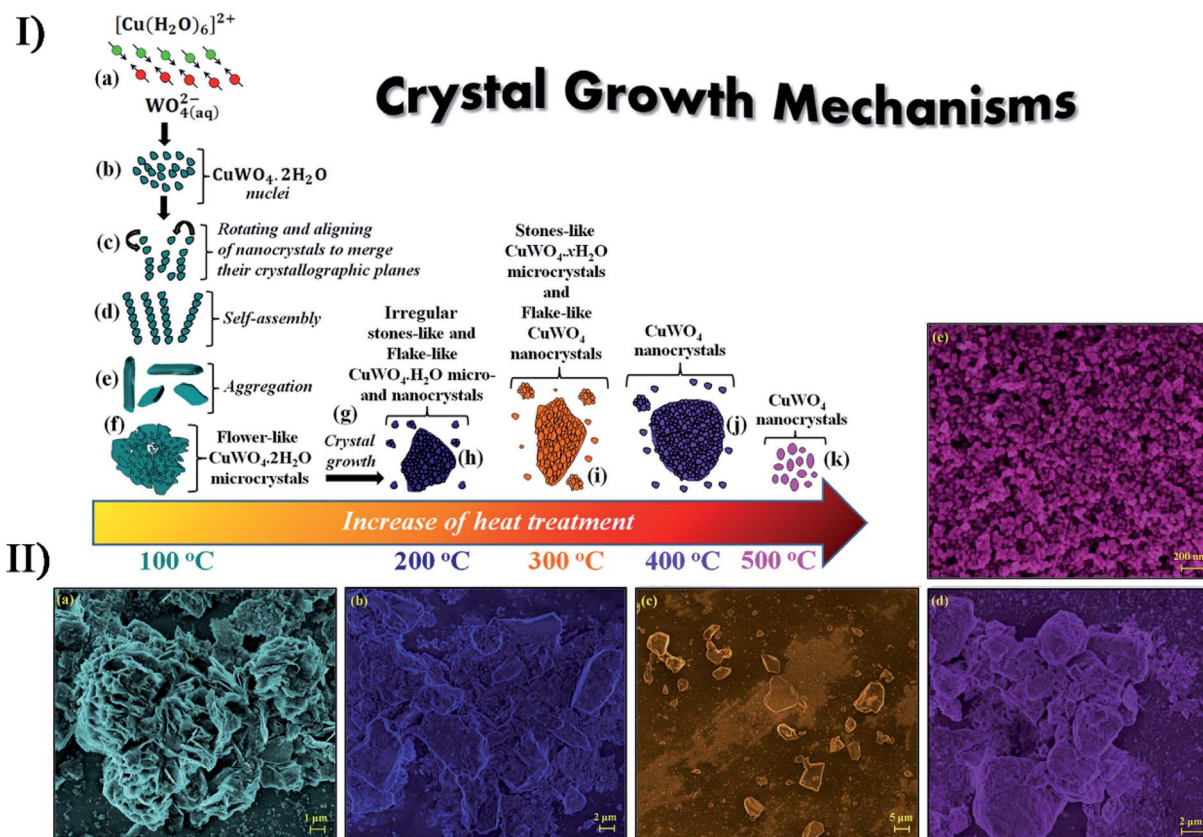 I)
[Cu(H₂O)₆]²⁺
(a)
WO₄²⁻(aq)
Crystal Growth Mechanisms
(b)
CuWO₄.2H₂O
nuclei
(c)
Rotating and aligning
of nanocrystals to merge
their crystallographic planes
(d)
Self-assembly
(e)
Aggregation
(f)
Flower-like
CuWO₄.2H₂O
microcrystals
(g)
Crystal
growth
Irregular
stones-like and
Flake-like
CuWO₄.H₂O micro-
and nanocrystals
(h)
Stones-like
CuWO₄.xH₂O
microcrystals
and
Flake-like
CuWO₄
nanocrystals
(i)
CuWO₄
nanocrystals
(j)
CuWO₄
nanocrystals
(k)
Increase of heat treatment
100 °C
200 °C
300 °C
400 °C
500 °C
(e)
200 nm
II)
(a)
1 µm
(b)
2 µm
(c)
5 µm
(d)
2 µm